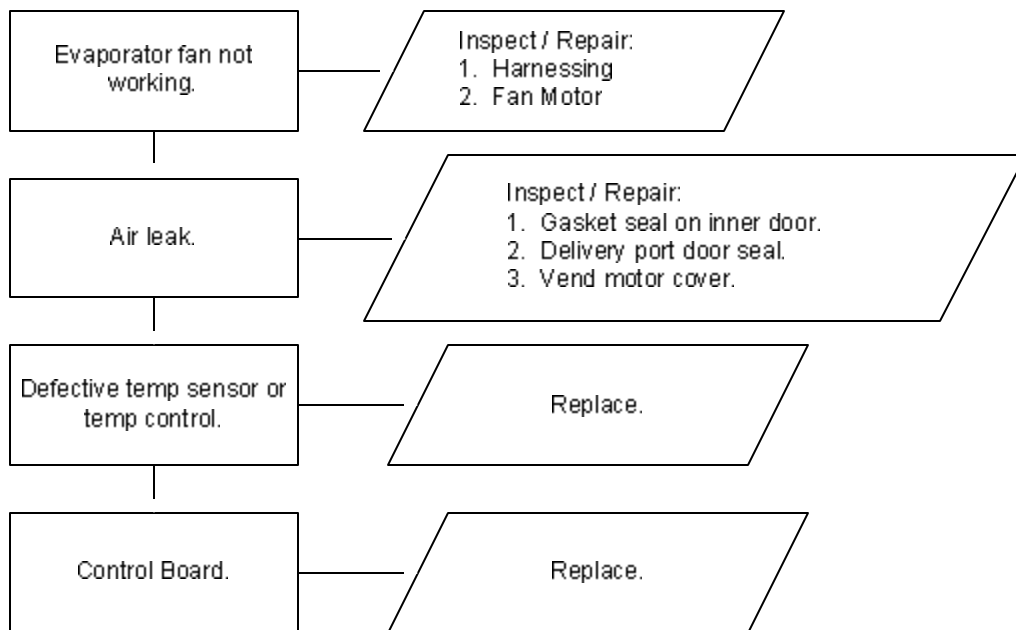 Evaporator fan not
working.
Inspect / Repair:
1. Harnessing
2. Fan Motor
Air leak.
Inspect / Repair:
1. Gasket seal on inner door.
2. Delivery port door seal.
3. Vend motor cover.
Defective temp sensor or
temp control.
Replace.
Control Board.
Replace.